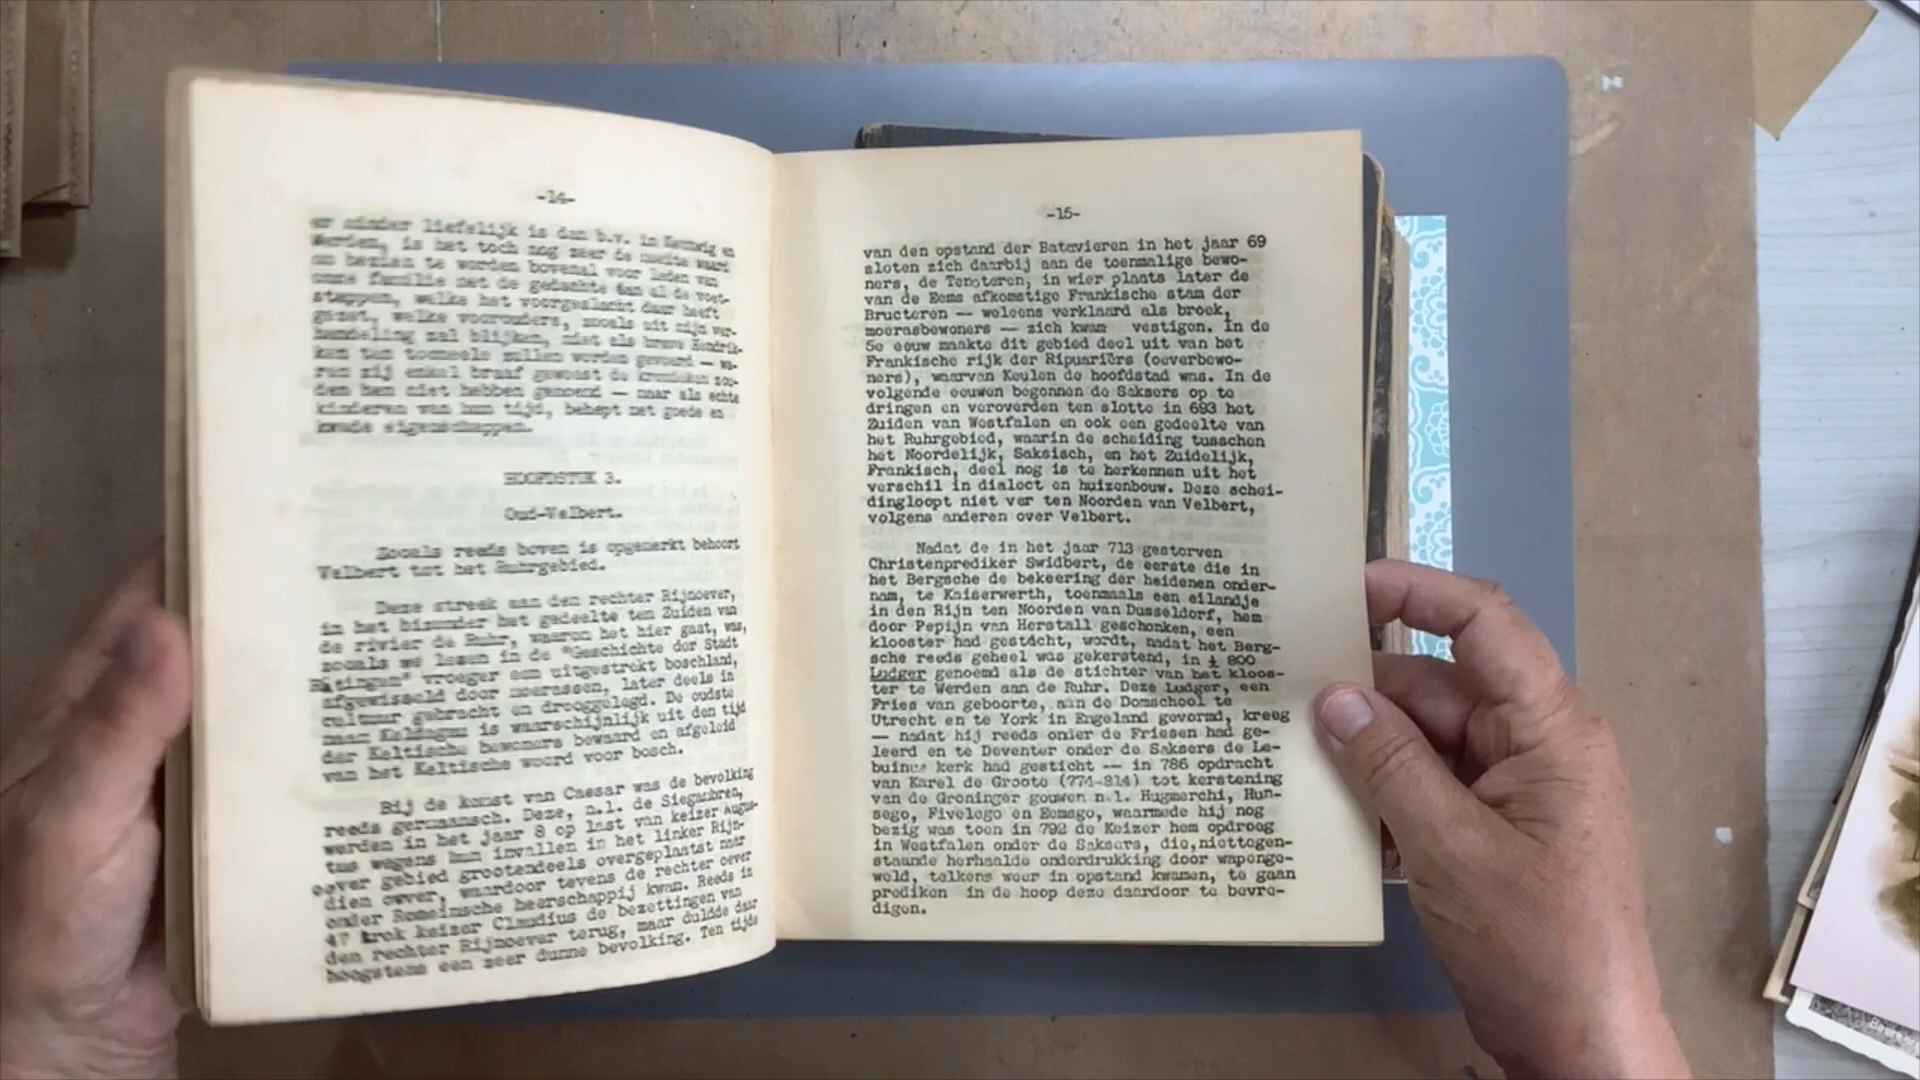 -14-
er minder liefelijk is dan b.v. in Kettwig en
Werden, is het toch nog zeer de moeite waard
om bezien te worden bovenal voor leden van
onze familie met de gedachte aan al de voet-
stappen, welke het voorgeslacht daar heeft
gezet, welke voorouders, zooals uit mijn ver-
handeling zal blijken, niet als brave Hendrik-
ken ten tooneele zullen worden gevoerd — wa-
ren zij enkel braaf geweest de kronieken zou-
den hen niet hebben genoemd — maar als echte
kinderen van hun tijd, behept met goede en
kwade eigenschappen.
HOOFDSTUK 3.
Oud-Velbert.
Zooals reeds boven is opgemerkt behoort
Velbert tot het Ruhrgebied.
Deze streek aan den rechter Rijnoever,
in het bizonder het gedeelte ten Zuiden van
de rivier de Ruhr, waarom het hier gaat, was,
zooals we lezen in de "Geschichte der Stadt
Ratingen" vroeger een uitgestrekt boschland,
afgewisseld door moerassen, later deels in
cultuur gebracht en drooggelegd. De oudste
naam is waarschijnlijk uit den tijd
der Keltische bewoners bewaard en afgeleid
van het Keltische woord voor bosch.
Bij de komst van Caesar was de bevolking
reeds germaansch. Deze, n.l. de Sieganbren,
werden in het jaar 8 op last van keizer Augus-
tus wegens hun invallen in het linker Rijn-
oever gebied grootendeels overgeplaatst naar
dien oever, waardoor tevens de rechter oever
onder Romeinsche heerschappij kwam. Reeds in
47 trok keizer Claudius de bezettingen van
den rechter Rijnoever terug, maar duldde daar
hoogstens een zeer dunne bevolking. Ten tijde
-15-
van den opstand der Batavieren in het jaar 69
sloten zich daarbij aan de toenmalige bewo-
ners, de Tencteren, in wier plaats later de
van de Eems afkomstige Frankische stam der
Bructeren — weleens verklaard als broek,
moerasbewoners — zich kwam vestigen. In de
5e eeuw maakte dit gebied deel uit van het
Frankische rijk der Ripuariërs (oeverbewo-
ners), waarvan Keulen de hoofdstad was. In de
volgende eeuwen begonnen de Saksers op te
dringen en veroverden ten slotte in 693 het
Zuiden van Westfalen en ook een gedeelte van
het Ruhrgebied, waarin de scheiding tusschen
het Noordelijk, Saksisch, en het Zuidelijk,
Frankisch, deel nog is te herkennen uit het
verschil in dialect en huizenbouw. Deze schei-
dingloopt niet ver ten Noorden van Velbert,
volgens anderen over Velbert.
Nadat de in het jaar 713 gestorven
Christenprediker Swidbert, de eerste die in
het Bergsche de bekeering der heidenen onder-
nam, te Kaiserwerth, toenmaals een eilandje
in den Rijn ten Noorden van Dusseldorf, hem
door Pepijn van Herstall geschonken, een
klooster had gesticht, wordt, nadat het Berg-
sche reeds geheel was gekerstend, in ± 800
Ludger genoemd als de stichter van het kloos-
ter te Werden aan de Ruhr. Deze Ludger, een
Fries van geboorte, aan de Domschool te
Utrecht en te York in Engeland gevormd, kreeg
— nadat hij reeds onder de Friesen had ge-
leerd en te Deventer onder de Saksers de Le-
buinus kerk had gesticht — in 786 opdracht
van Karel de Groote (774-814) tot kerstening
van de Groninger gouwen n.l. Hugmerchi, Hun-
sego, Fivelego en Eemsgo, waarmede hij nog
bezig was toen in 792 de Keizer hem opdroeg
in Westfalen onder de Saksers, die,niettegen-
staande herhaalde onderdrukking door wapenge-
weld, telkens weer in opstand kwamen, te gaan
prediken in de hoop deze daardoor te bevre-
digen.